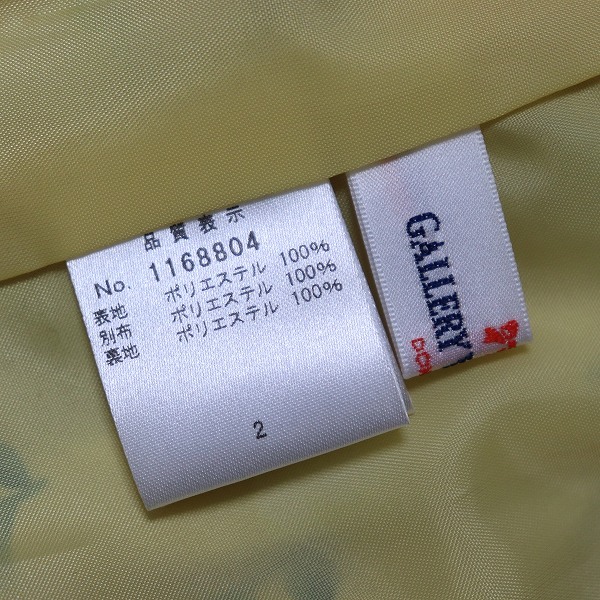 品質表示
No. 1168804
表地 ポリエステル 100%
別布 ポリエステル 100%
裏地 ポリエステル 100%
2
GALLERY